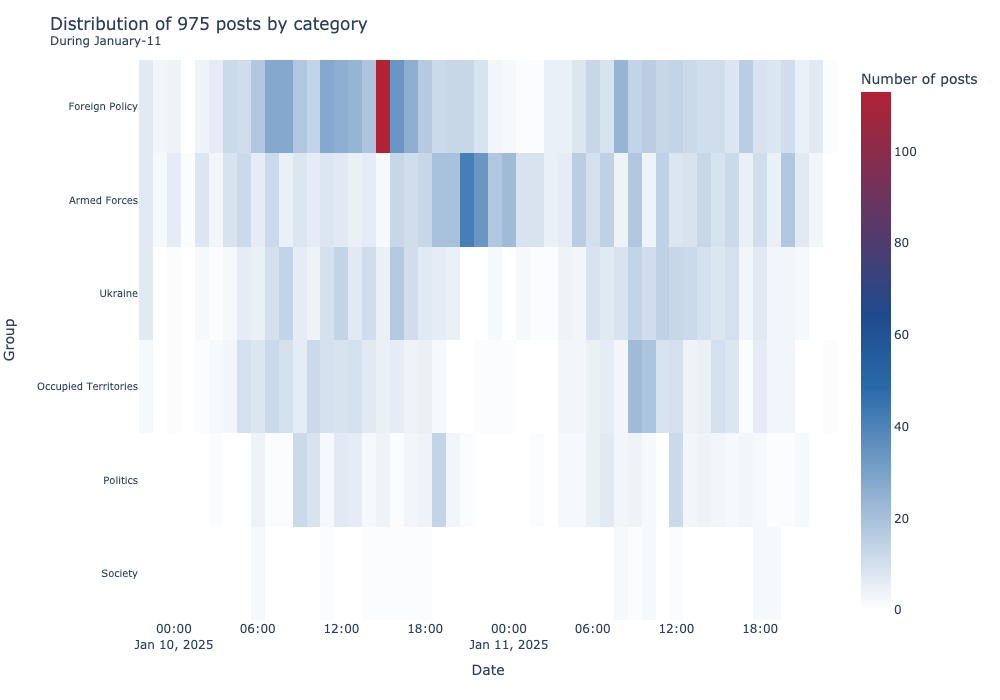 Distribution of 975 posts by category
During January-11
Number of posts
Foreign Policy
Armed Forces
Ukraine
Occupied Territories
Politics
Society
Group
100
80
60
40
20
0
00:00 06:00 12:00 18:00 00:00 06:00 12:00 18:00
Jan 10, 2025 Jan 11, 2025
Date